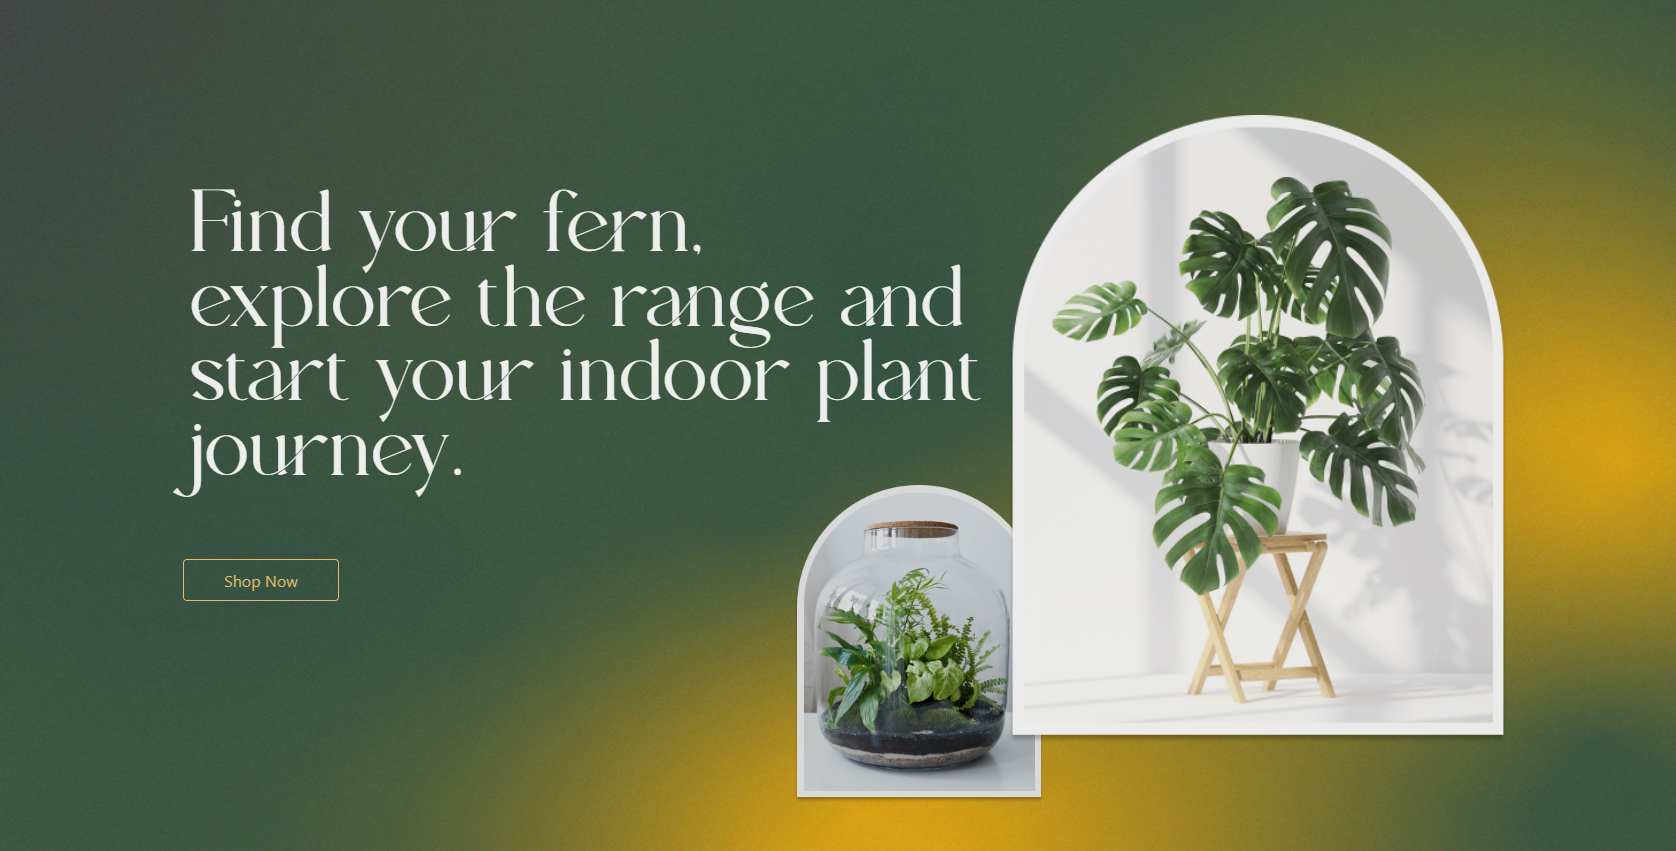 Find your fern,
explore the range and
start your indoor plant
journey.
Shop Now